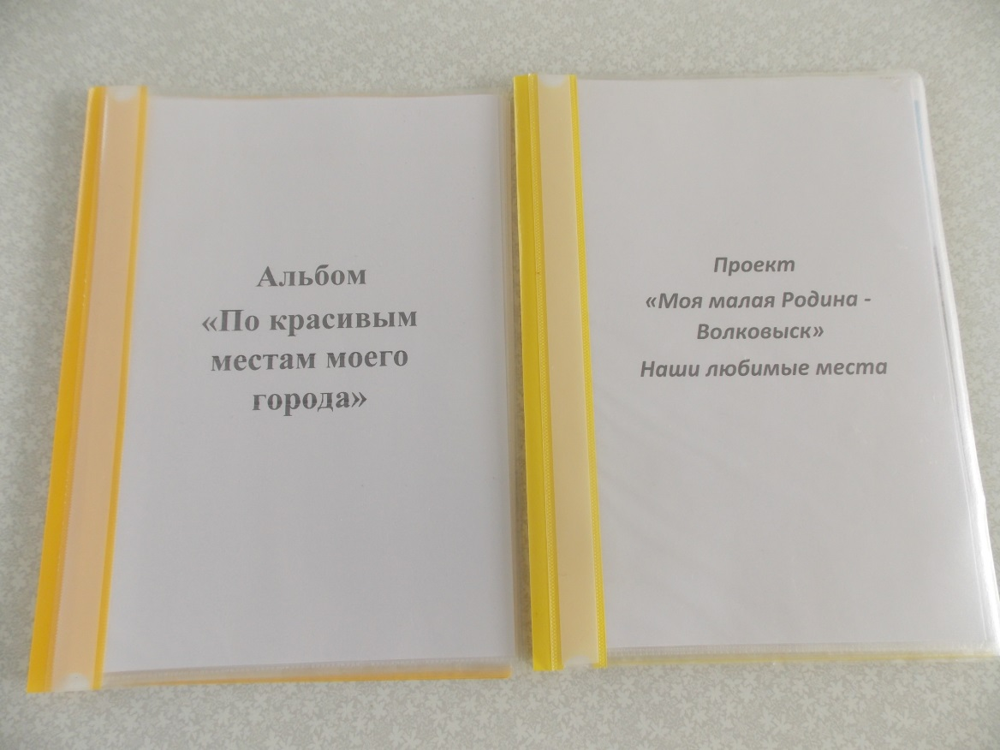 Альбом
«По красивым
местам моего
города»
Проект
«Моя малая Родина -
Волковыск»
Наши любимые места